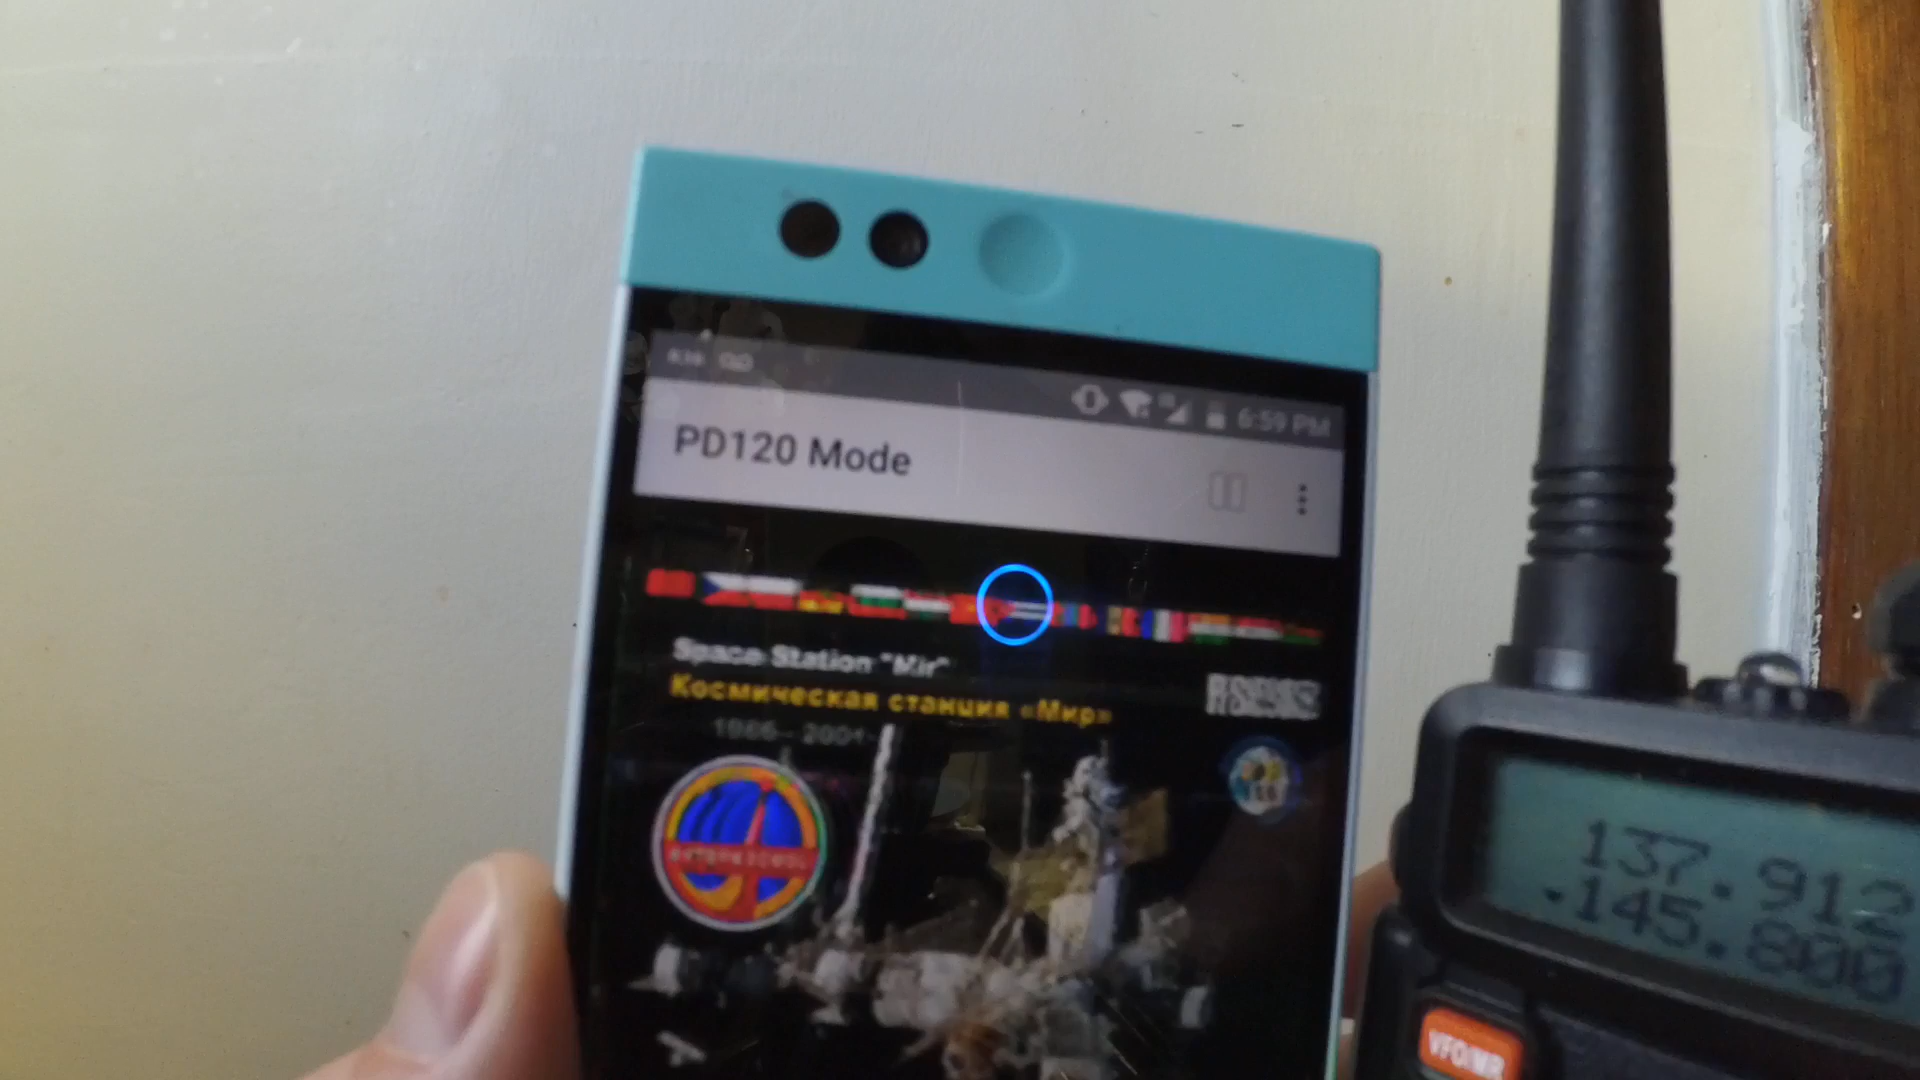 6:59 PM
PD120 Mode
Space Station "Mir"
Космическая станция «Мир»
1986 - 2001
RS0ISS
137.912
145.800
VFO/MR